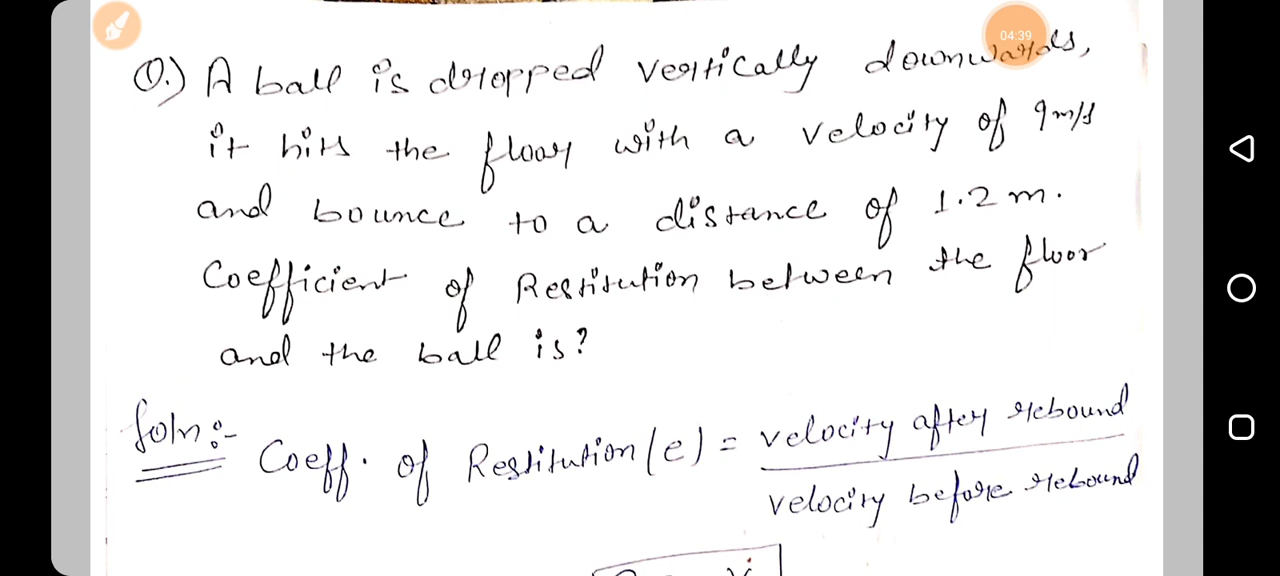 04:39
Q.) A ball is dropped vertically downwards,
it hits the floor with a velocity of 9m/s
and bounce to a distance of 1.2 m.
Coefficient of Restitution between the floor
and the ball is?
Soln:- Coeff. of Restitution (e) = velocity after rebound
velocity before rebound